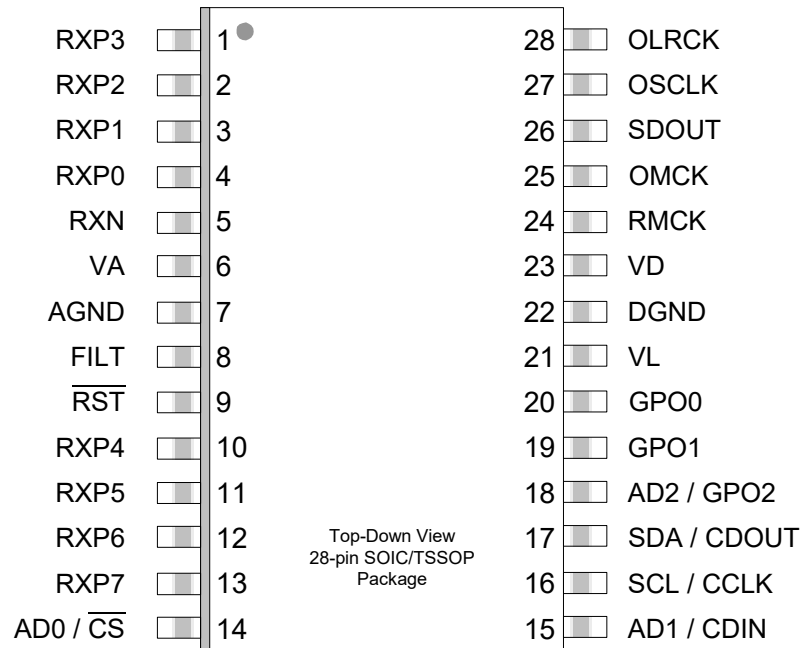 RXP3 1 28 OLRCK
RXP2 2 27 OSCLK
RXP1 3 26 SDOUT
RXP0 4 25 OMCK
RXN 5 24 RMCK
VA 6 23 VD
AGND 7 22 DGND
FILT 8 21 VL
R̅S̅T̅ 9 20 GPO0
RXP4 10 19 GPO1
RXP5 11 18 AD2 / GPO2
RXP6 12 17 SDA / CDOUT
RXP7 13 16 SCL / CCLK
AD0 / C̅S̅ 14 15 AD1 / CDIN
Top-Down View
28-pin SOIC/TSSOP
Package